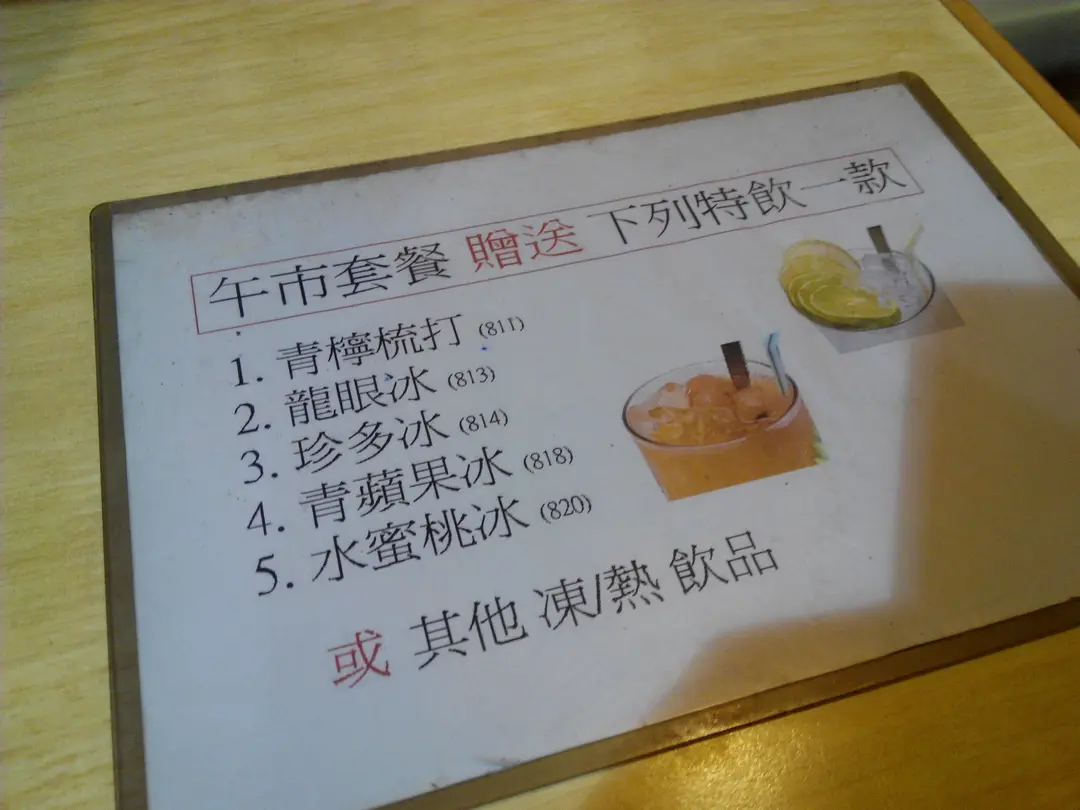 午市套餐 贈送 下列特飲一款
1. 青檸梳打 (811)
2. 龍眼冰 (813)
3. 珍多冰 (814)
4. 青蘋果冰 (818)
5. 水蜜桃冰 (820)
或 其他 凍/熱 飲品